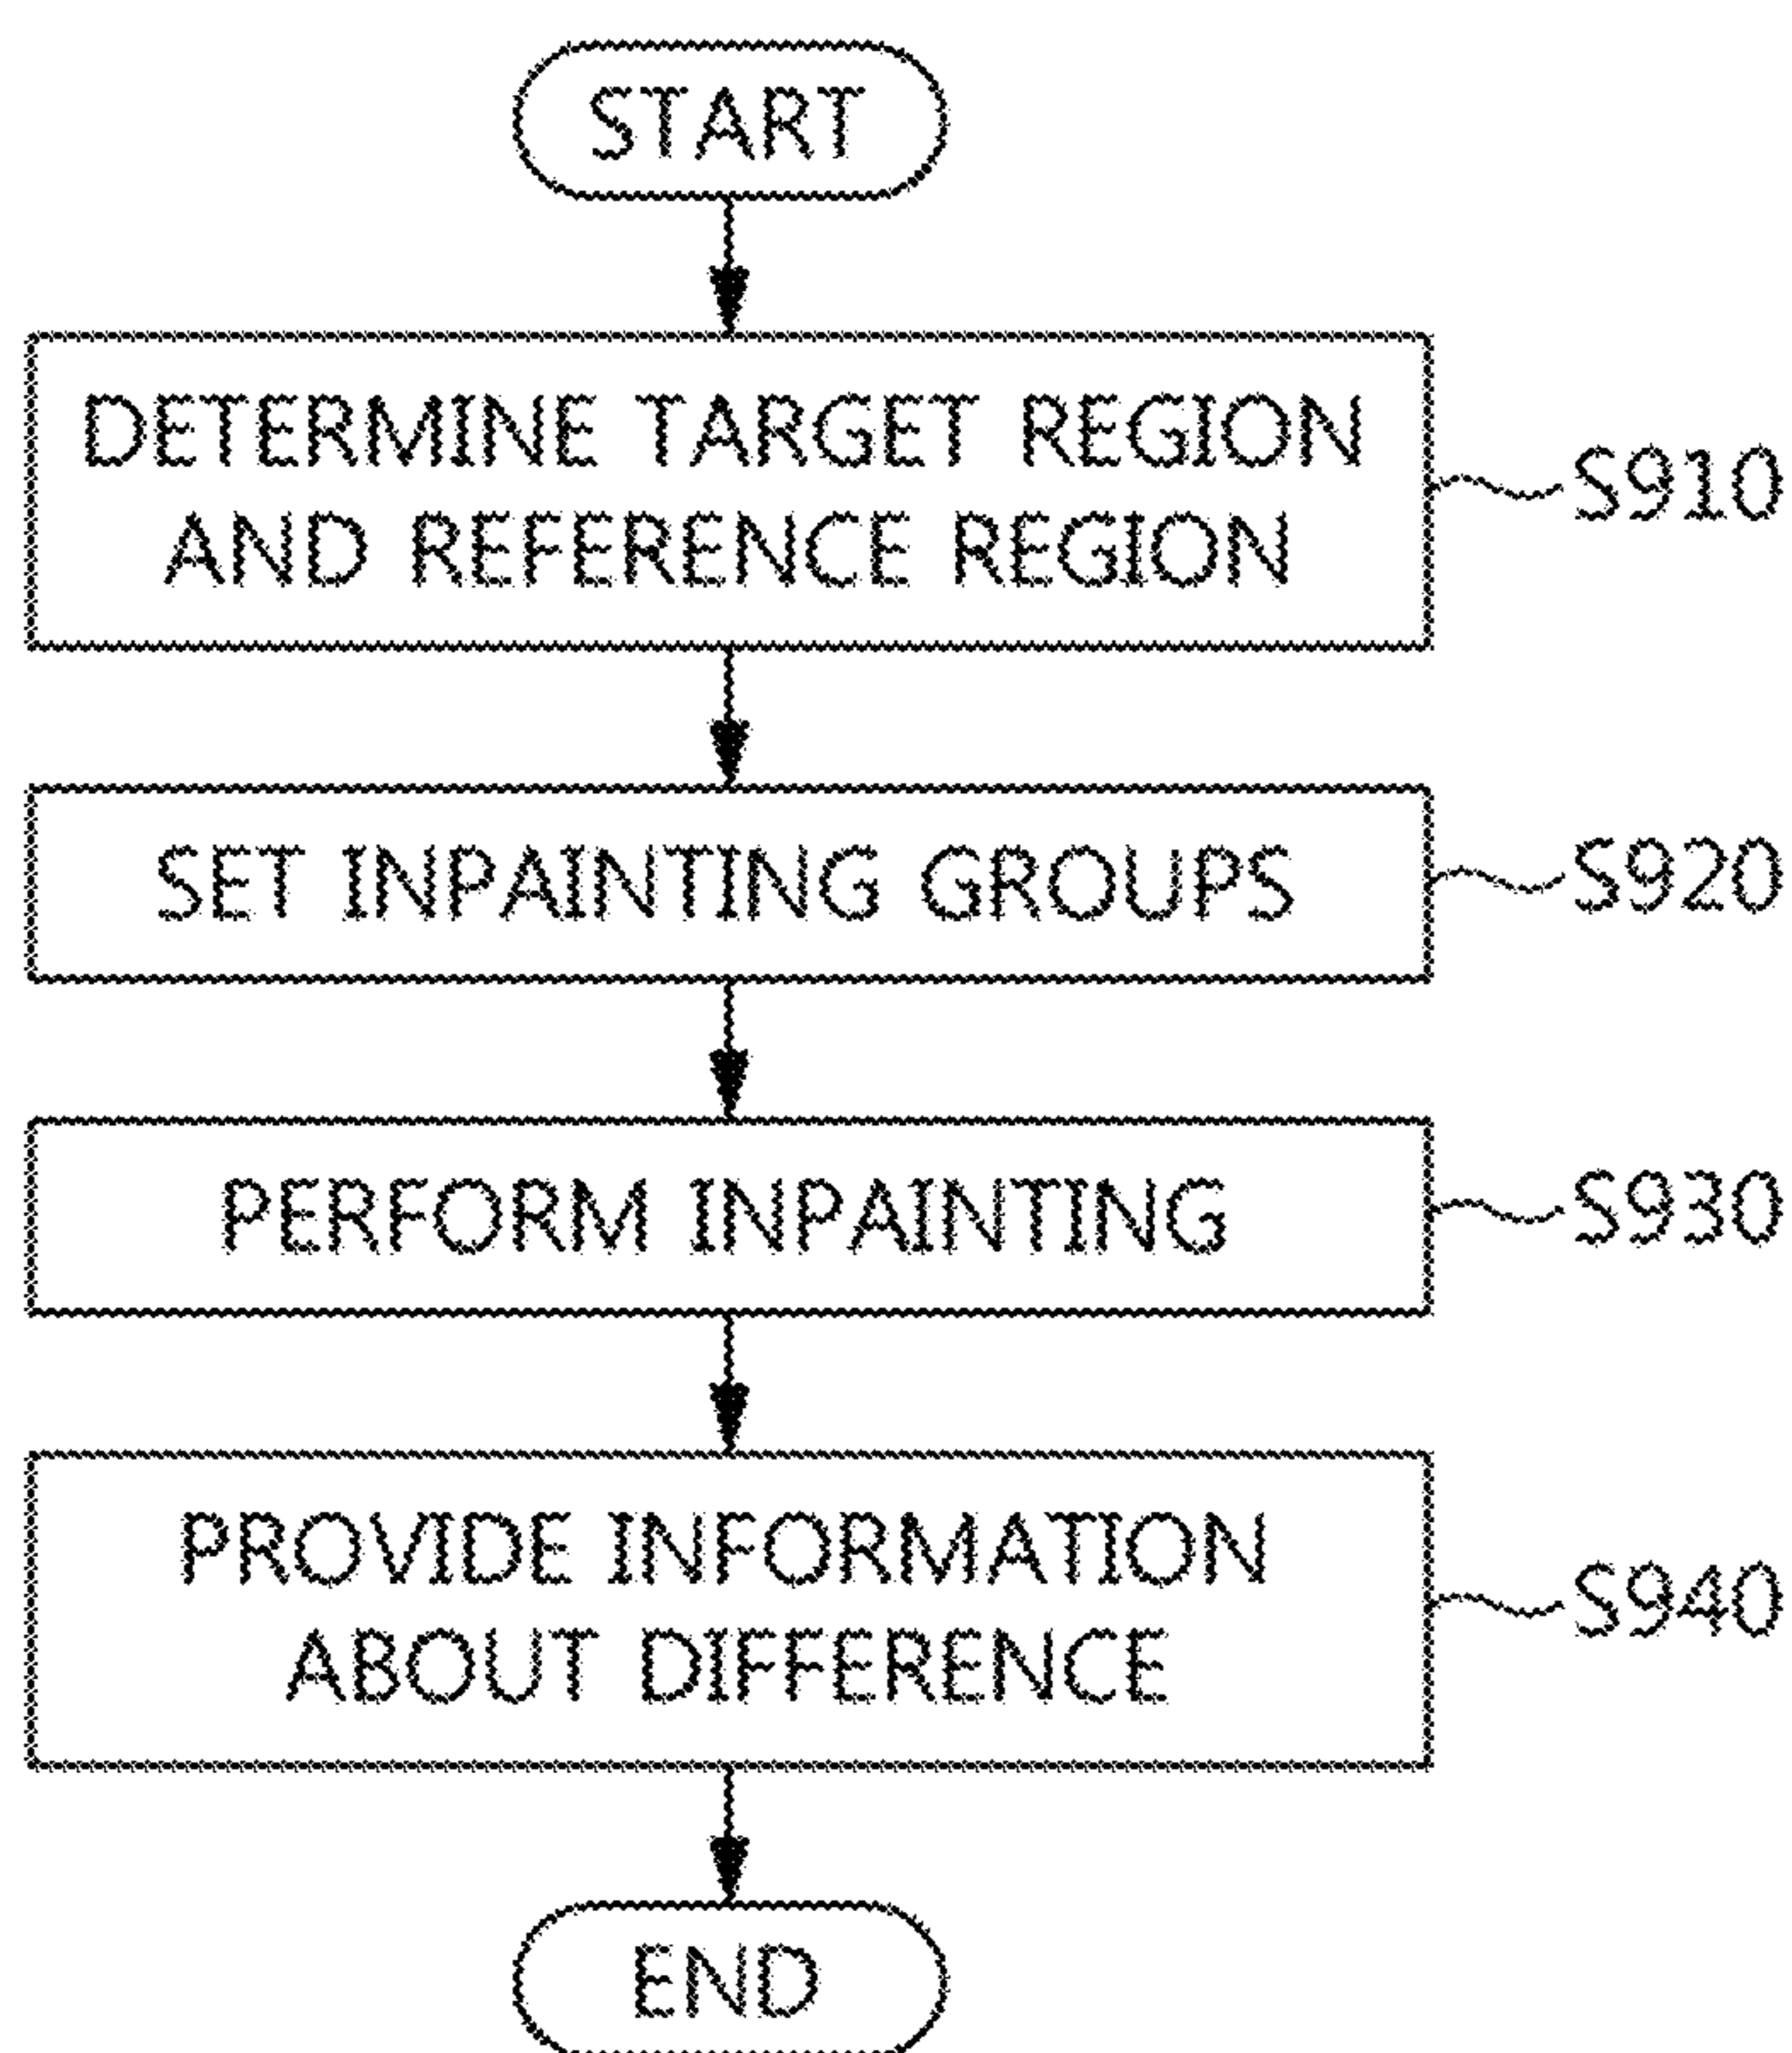 START
DETERMINE TARGET REGION
AND REFERENCE REGION
S910
SET INPAINTING GROUPS
S920
PERFORM INPAINTING
S930
PROVIDE INFORMATION
ABOUT DIFFERENCE
S940
END